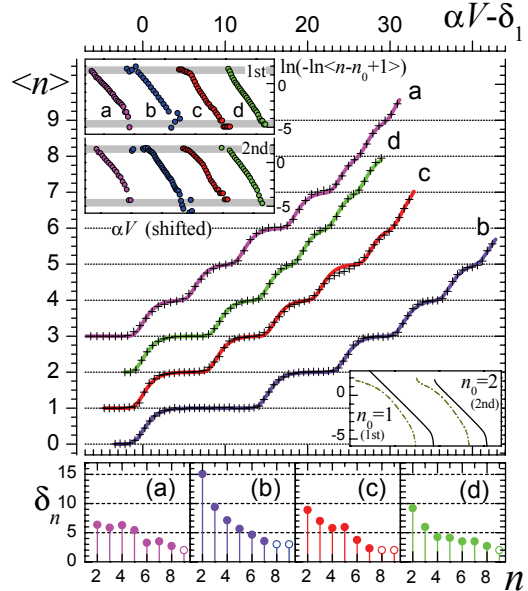 0 10 20 30 αV-δ1
<n>
1st
ln(-ln<n-n0+1>)
0
-5
a b c d
2nd
0
-5
αV (shifted)
a
d
c
b
9
8
7
6
5
4
3
2
1
0
n0=1
(1st)
n0=2
(2nd)
0
-5
δn
15
10
5
0
(a) (b) (c) (d)
2 4 6 8 2 4 6 8 2 4 6 8 2 4 6 8 n